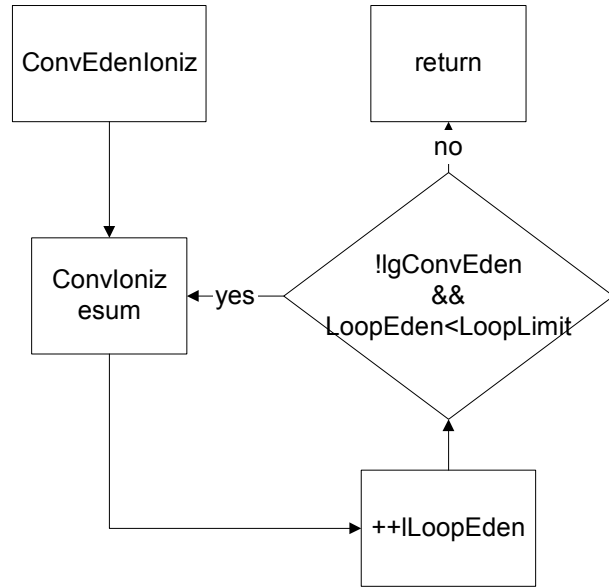 ConvEdenIoniz
return
no
ConvIoniz
esum
yes
!lgConvEden
&&
LoopEden<LoopLimit
++lLoopEden